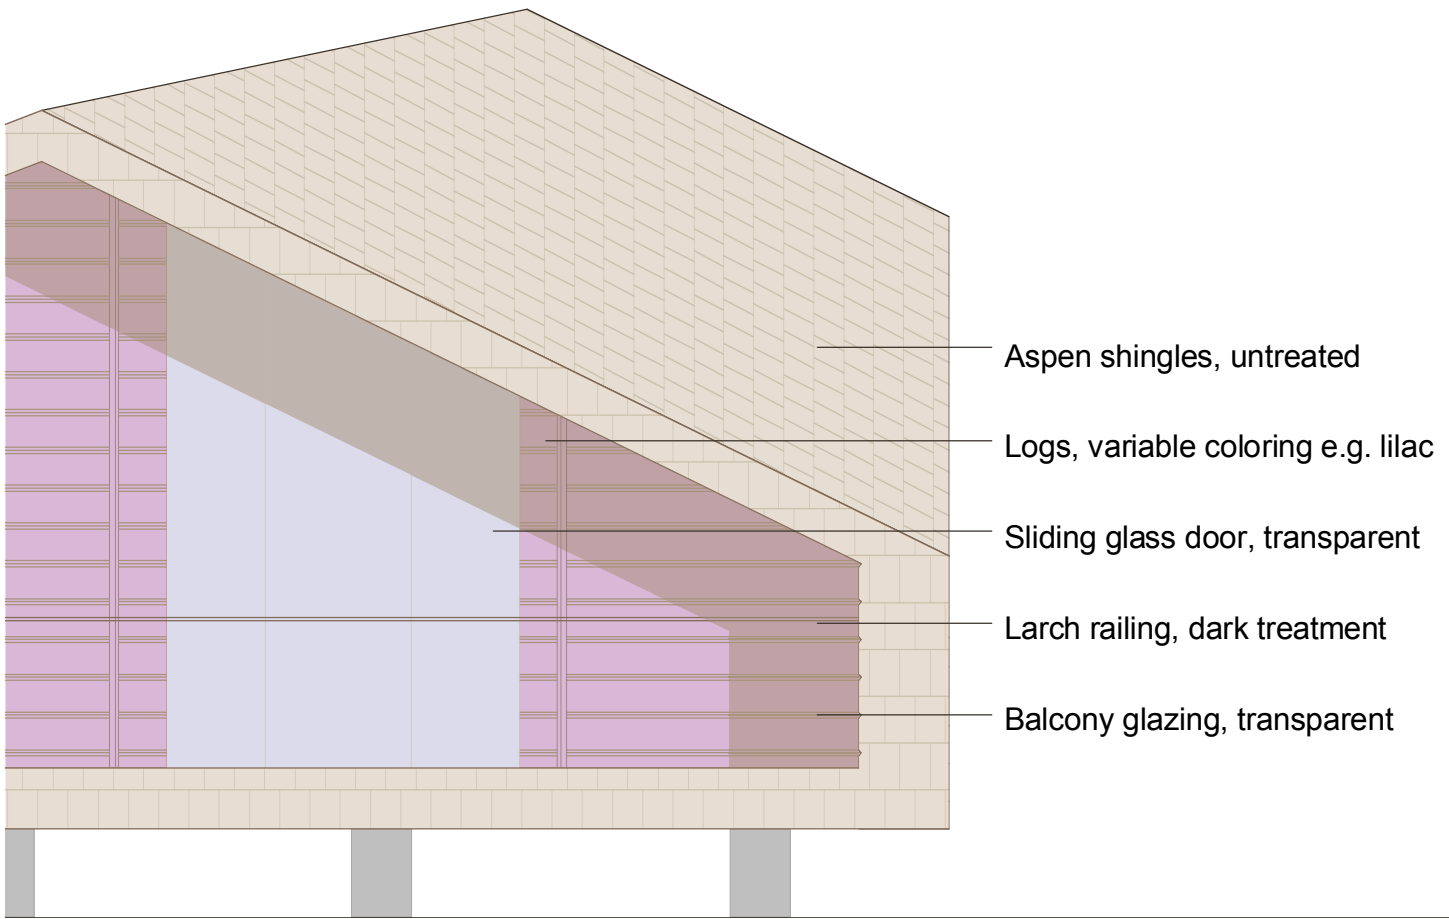 Aspen shingles, untreated
Logs, variable coloring e.g. lilac
Sliding glass door, transparent
Larch railing, dark treatment
Balcony glazing, transparent